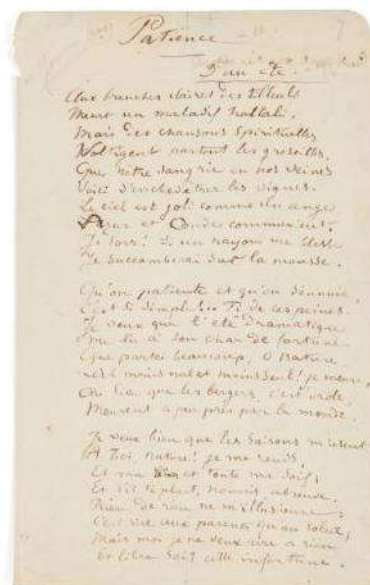 Patience –
D'un été.
Aux branches claires des tilleuls
Meurt un maladif hallali.
Mais des chansons spirituelles
Voltigent partout les groseilles.
Que notre sang rie en nos veines
Voici s'enchevêtrer les vignes.
Le ciel est joli comme un ange
Azur et Onde communient.
Je sors! Si un rayon me blesse
Je succomberai sur la mousse.
Qu'on patiente et qu'on s'ennuie,
C'est si simple!... Fi de ces peines.
Je veux que l'été dramatique
Me lie à son char de fortune.
Que par toi beaucoup, ô Nature
moins nul et moins seul! je meure,
Au lieu que les bergers, c'est drôle,
Meurent à peu près par le monde.
Je veux bien que les saisons m'usent
A Toi, Nature! je me rends,
Et ma faim et toute ma soif;
Et s'il te plaît, nourris, abreuve.
Rien de rien ne m'illusionne:
C'est rire aux parents qu'au soleil;
Mais moi je ne veux rire à rien
Et libre soit cette infortune.